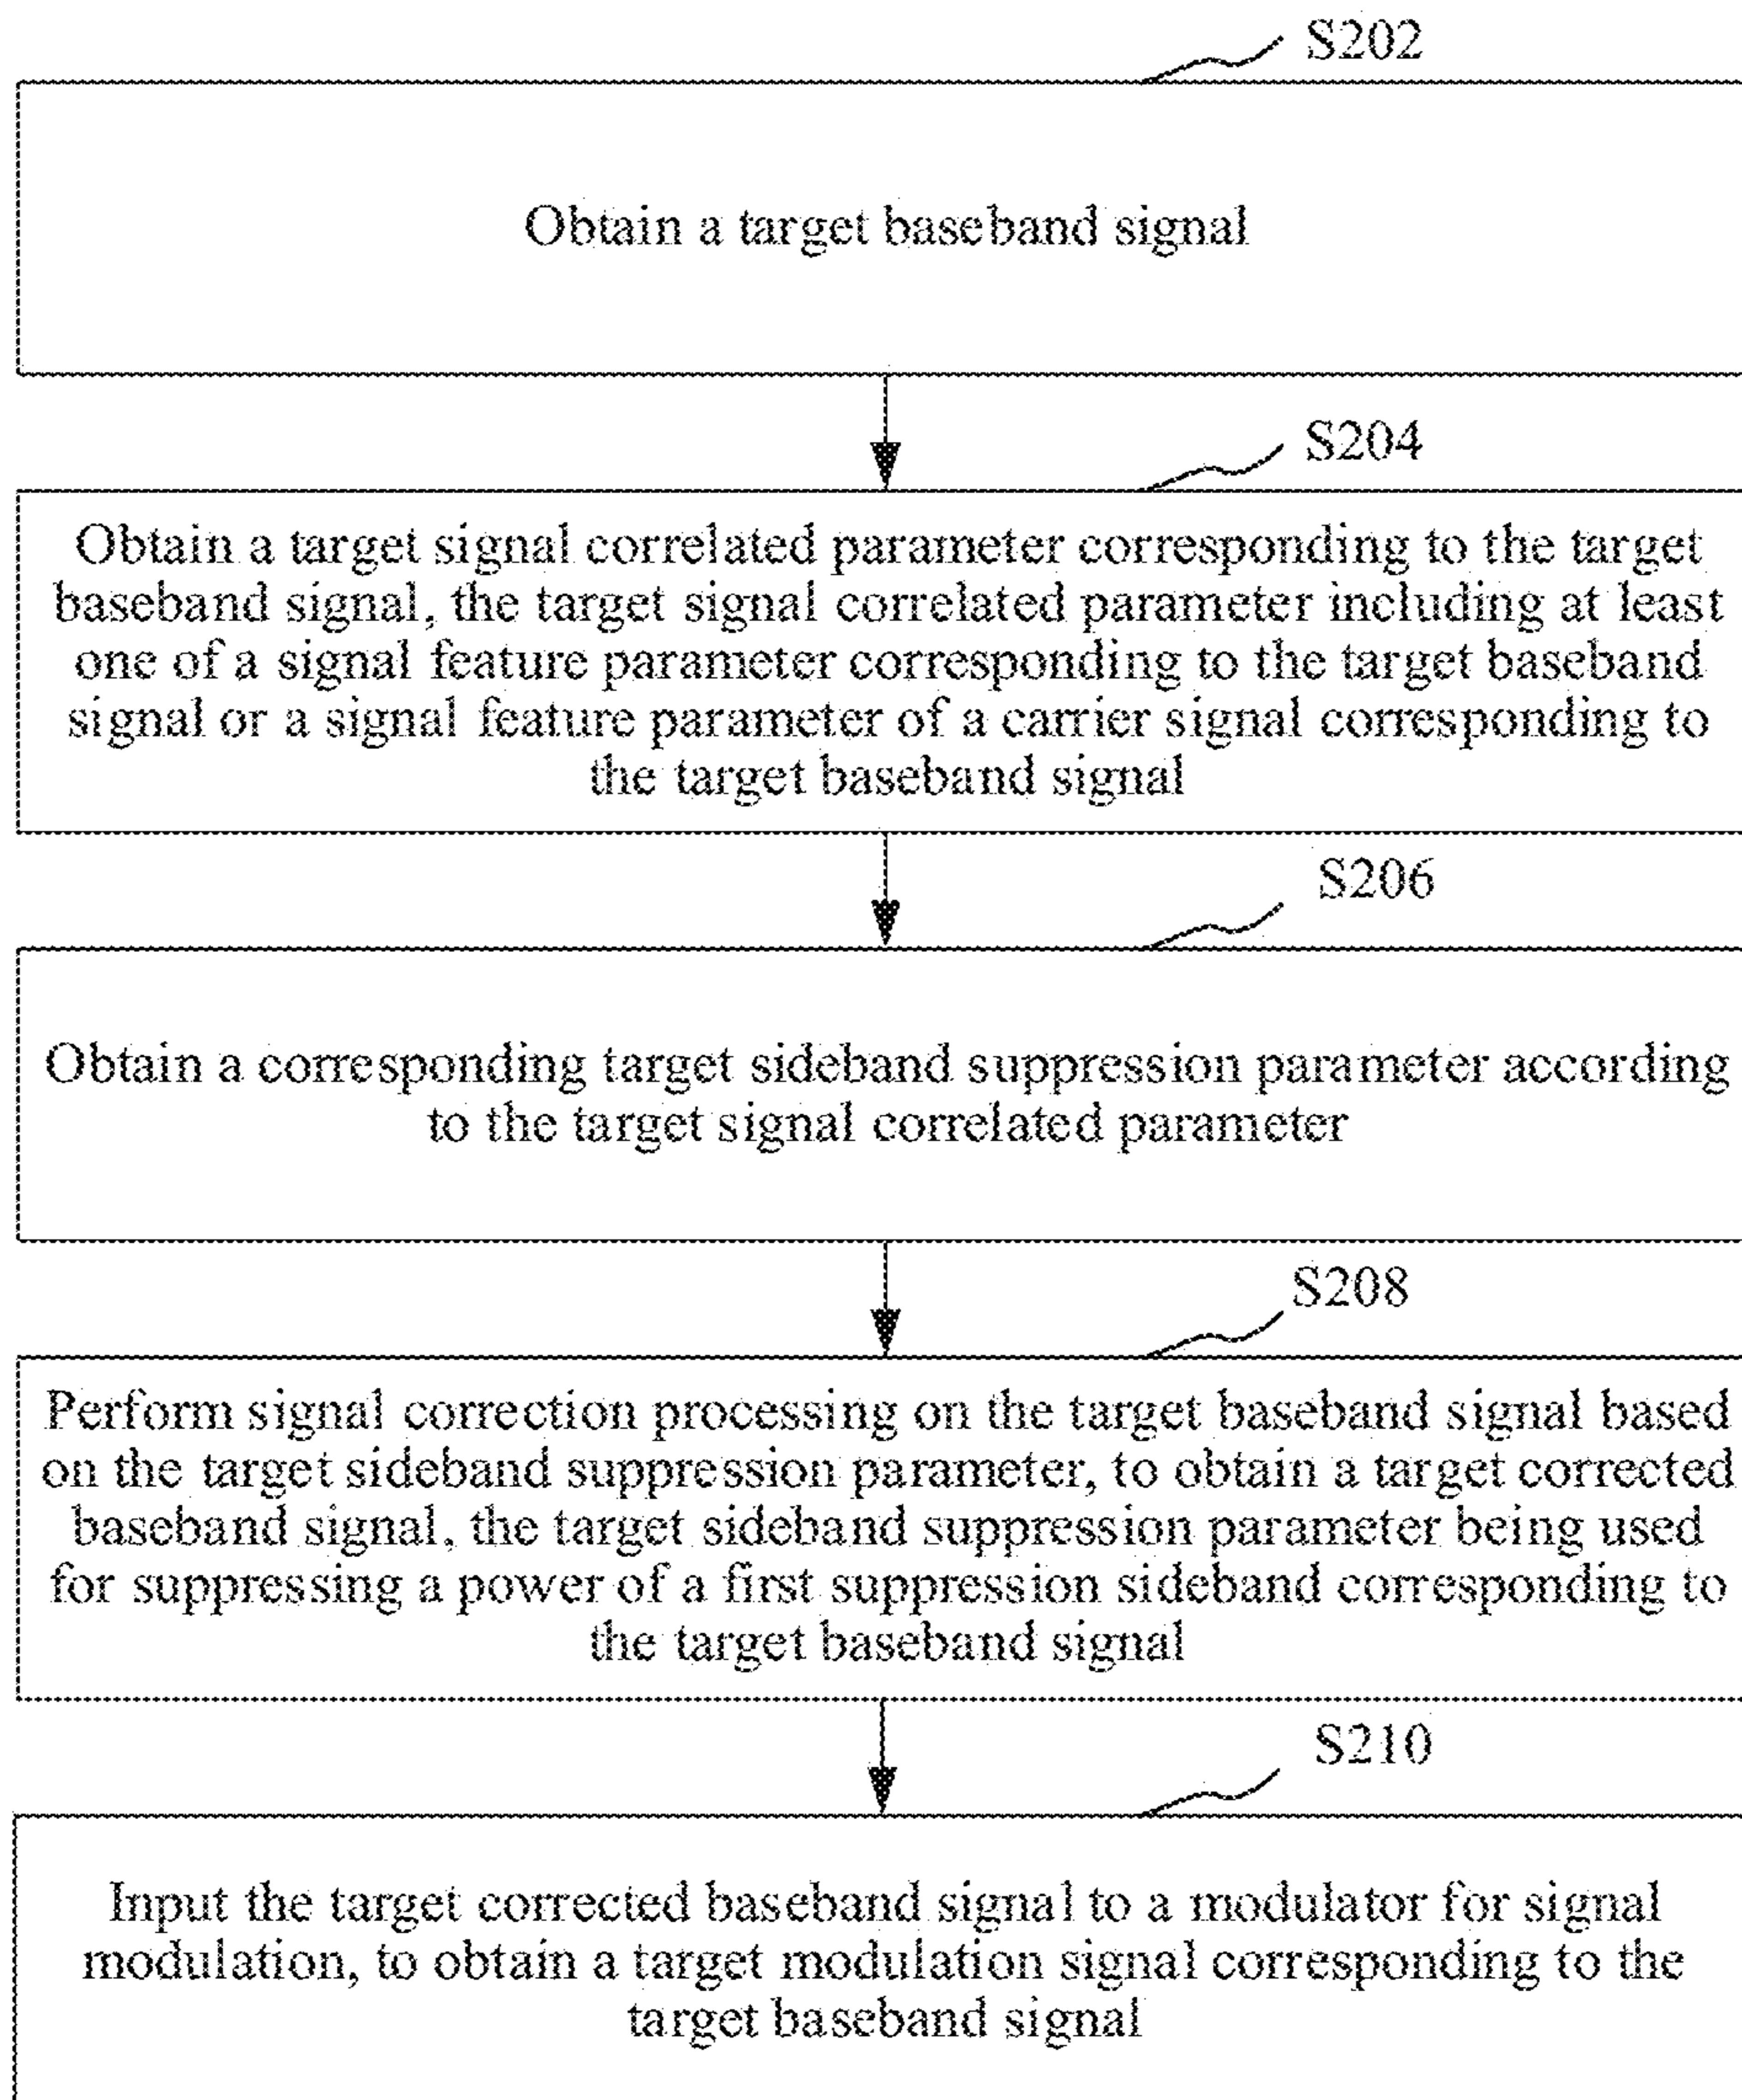 S202
Obtain a target baseband signal
S204
Obtain a target signal correlated parameter corresponding to the target
baseband signal, the target signal correlated parameter including at least
one of a signal feature parameter corresponding to the target baseband
signal or a signal feature parameter of a carrier signal corresponding to
the target baseband signal
S206
Obtain a corresponding target sideband suppression parameter according
to the target signal correlated parameter
S208
Perform signal correction processing on the target baseband signal based
on the target sideband suppression parameter, to obtain a target corrected
baseband signal, the target sideband suppression parameter being used
for suppressing a power of a first suppression sideband corresponding to
the target baseband signal
S210
Input the target corrected baseband signal to a modulator for signal
modulation, to obtain a target modulation signal corresponding to the
target baseband signal